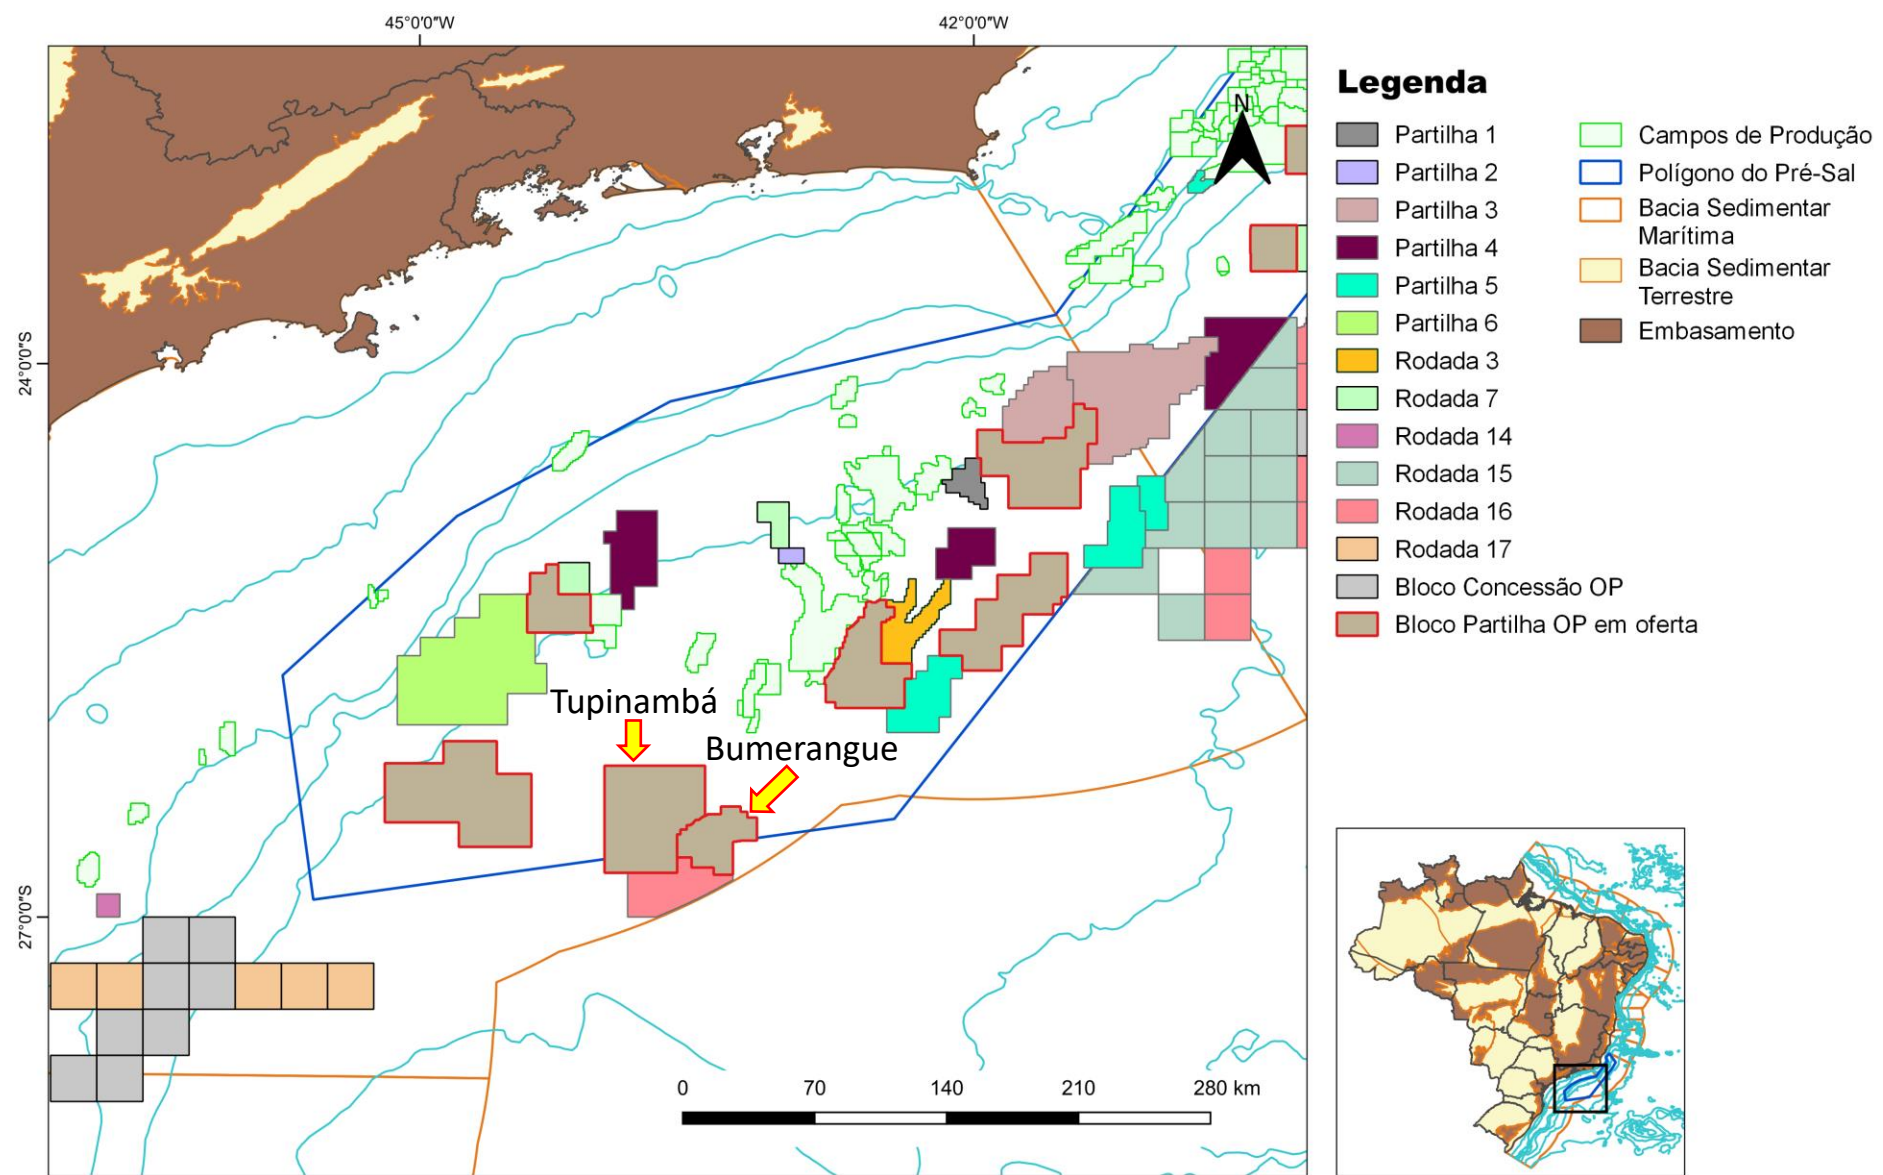 45°0'0"W
42°0'0"W
24°0'0"S
27°0'0"S
N
Tupinambá
Bumerangue
0 70 140 210 280 km
Legenda
Partilha 1
Partilha 2
Partilha 3
Partilha 4
Partilha 5
Partilha 6
Rodada 3
Rodada 7
Rodada 14
Rodada 15
Rodada 16
Rodada 17
Bloco Concessão OP
Bloco Partilha OP em oferta
Campos de Produção
Polígono do Pré-Sal
Bacia Sedimentar
Marítima
Bacia Sedimentar
Terrestre
Embasamento